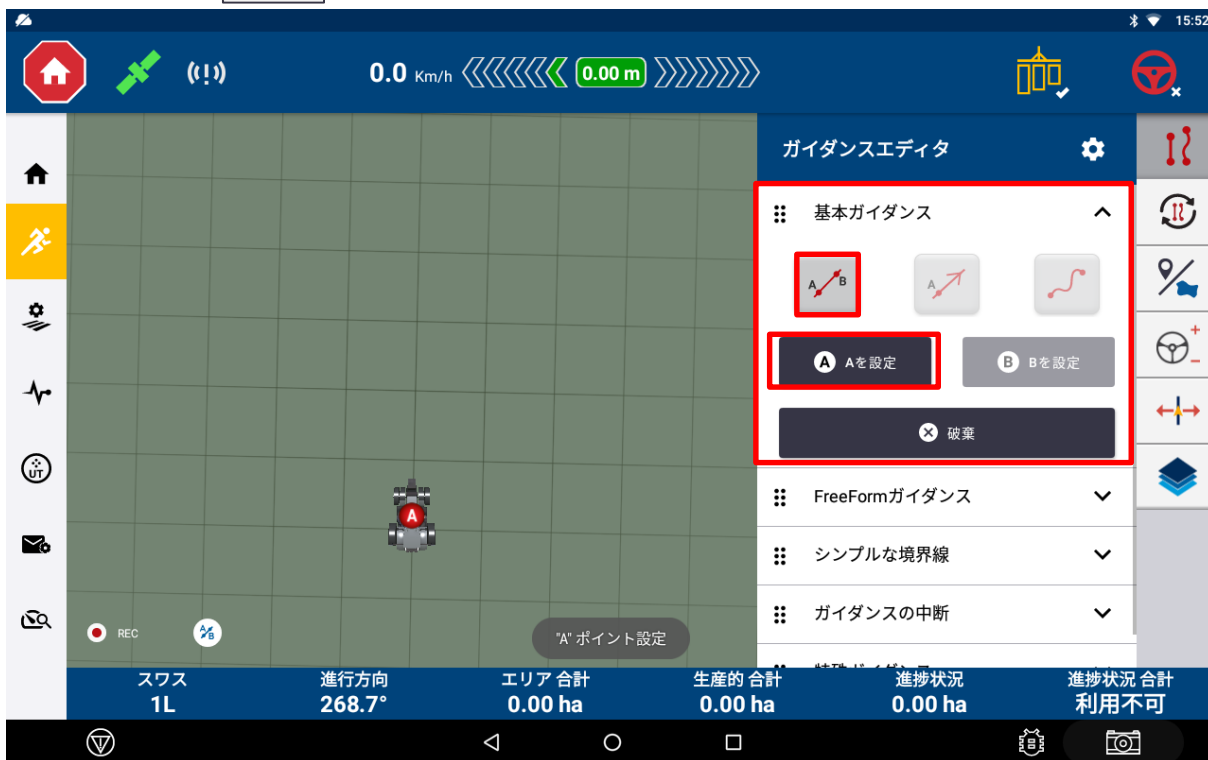 15:52
0.0 Km/h 0.00 m
ガイダンスエディタ
基本ガイダンス
A B
A
A Aを設定
B Bを設定
破棄
FreeFormガイダンス
シンプルな境界線
ガイダンスの中断
UT
A
REC
A/B
"A" ポイント設定
スワス
1L
進行方向
268.7°
エリア 合計
0.00 ha
生産的 合計
0.00 ha
進捗状況
0.00 ha
進捗状況 合計
利用不可